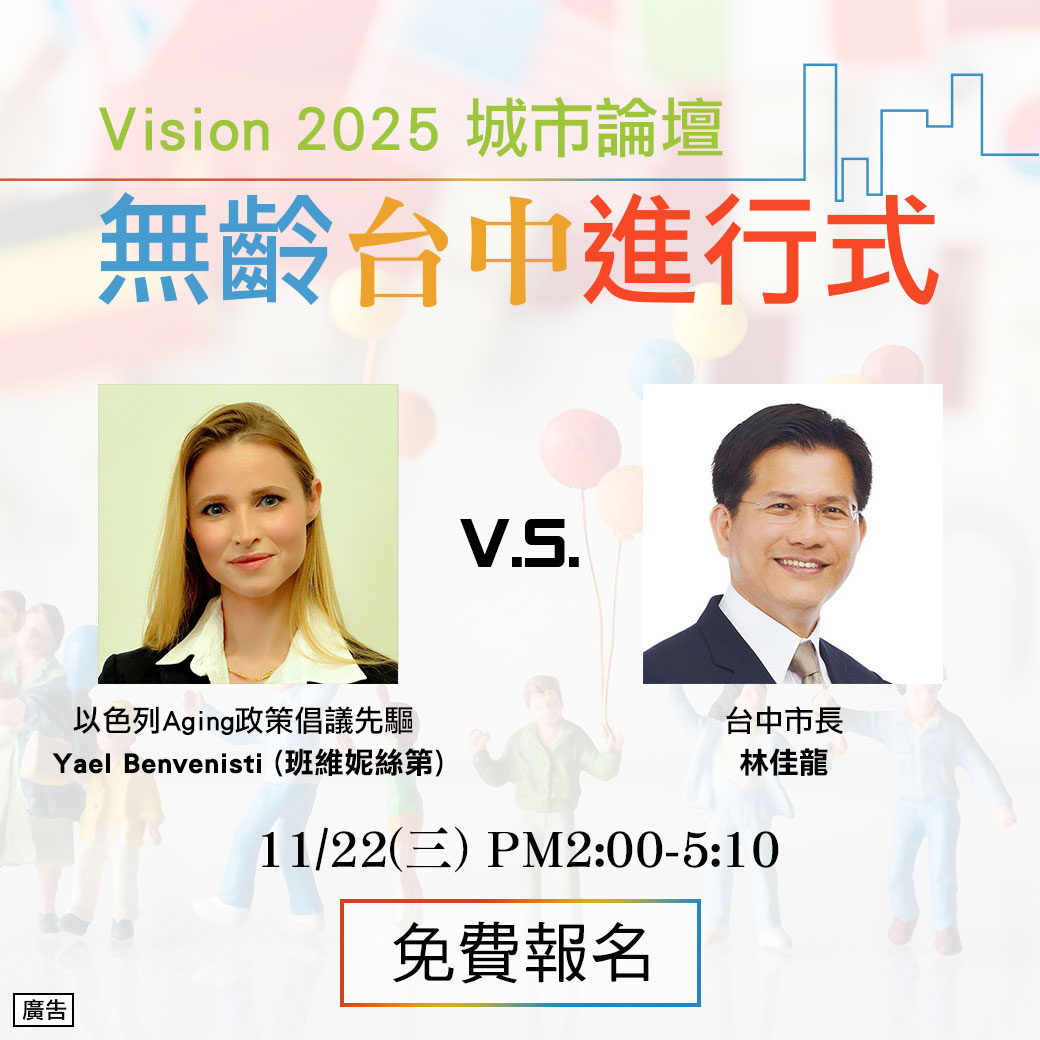 Vision 2025 城市論壇
無齡台中進行式
V.S.
以色列Aging政策倡議先驅
Yael Benvenisti (班維妮絲第)
台中市長
林佳龍
11/22(三) PM2:00-5:10
免費報名
廣告